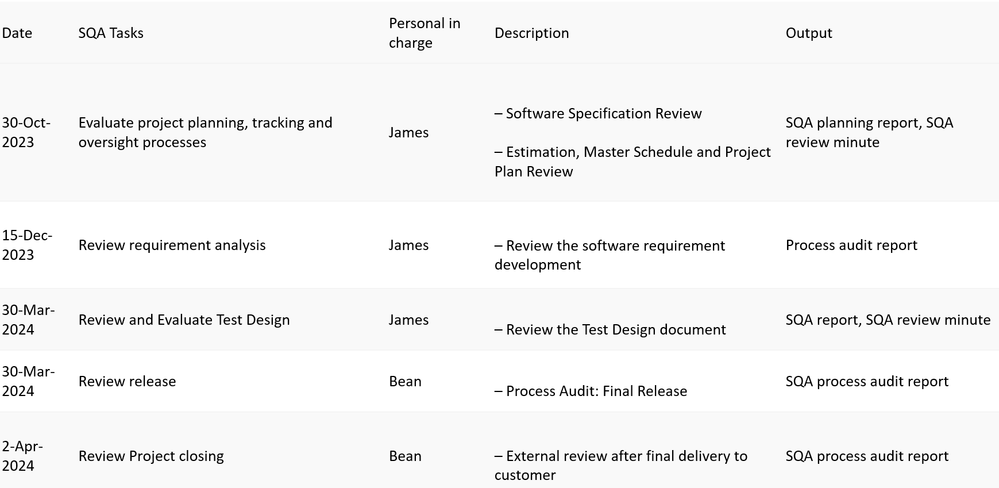 Date
SQA Tasks
Personal in
charge
Description
Output
30-Oct-
2023
Evaluate project planning, tracking and
oversight processes
James
– Software Specification Review
– Estimation, Master Schedule and Project
Plan Review
SQA planning report, SQA
review minute
15-Dec-
2023
Review requirement analysis
James
– Review the software requirement
development
Process audit report
30-Mar-
2024
Review and Evaluate Test Design
James
– Review the Test Design document
SQA report, SQA review minute
30-Mar-
2024
Review release
Bean
– Process Audit: Final Release
SQA process audit report
2-Apr-
2024
Review Project closing
Bean
– External review after final delivery to
customer
SQA process audit report